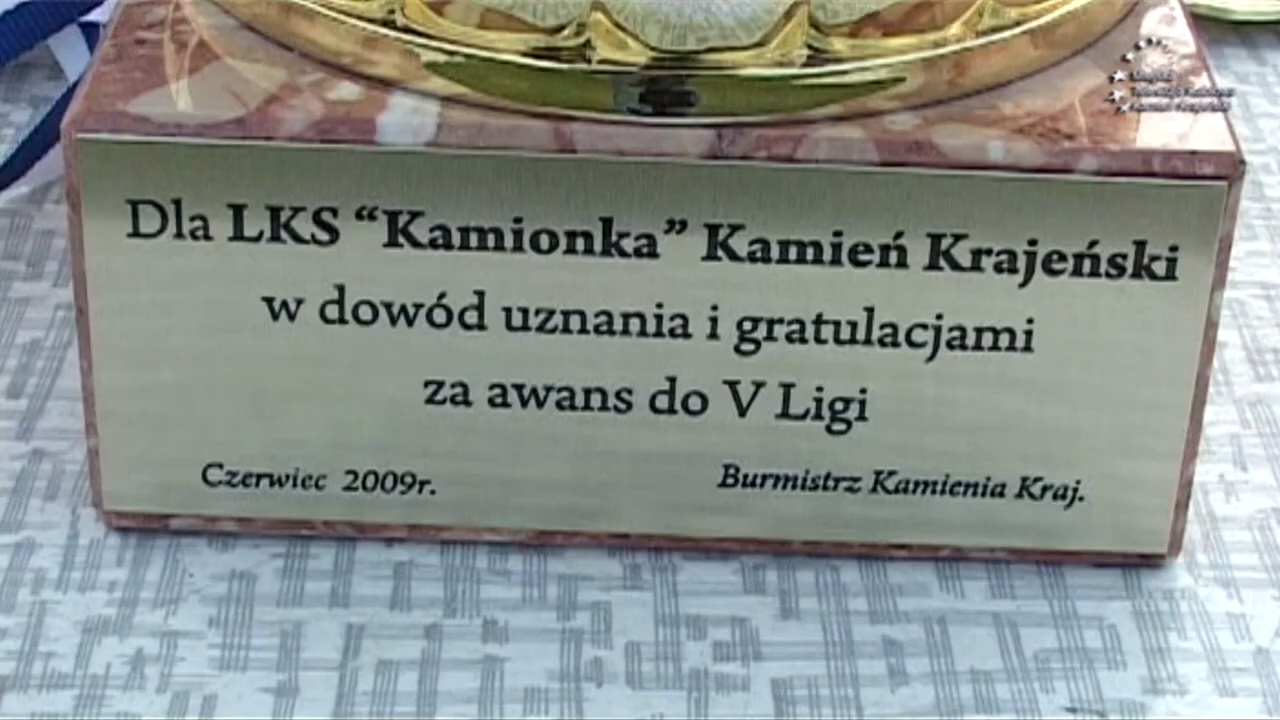 Dla LKS “Kamionka” Kamień Krajeński
w dowód uznania i gratulacjami
za awans do V Ligi
Czerwiec 2009r.
Burmistrz Kamienia Kraj.